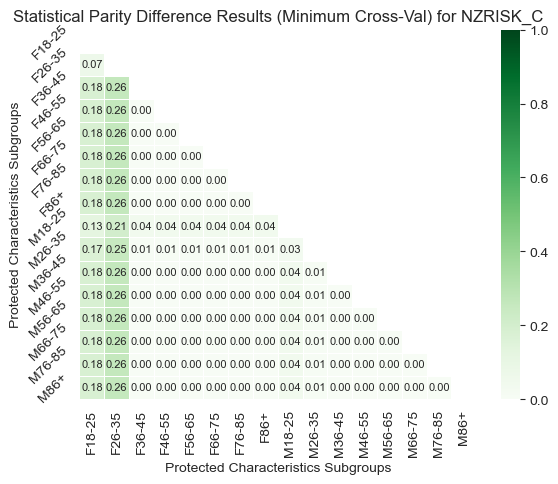 Statistical Parity Difference Results (Minimum Cross-Val) for NZRISK_C
Protected Characteristics Subgroups
F18-25
F26-35 0.07
F36-45 0.18 0.26
F46-55 0.18 0.26 0.00
F56-65 0.18 0.26 0.00 0.00
F66-75 0.18 0.26 0.00 0.00 0.00
F76-85 0.18 0.26 0.00 0.00 0.00 0.00
F86+ 0.18 0.26 0.00 0.00 0.00 0.00 0.00
M18-25 0.13 0.21 0.04 0.04 0.04 0.04 0.04 0.04
M26-35 0.17 0.25 0.01 0.01 0.01 0.01 0.01 0.01 0.03
M36-45 0.18 0.26 0.00 0.00 0.00 0.00 0.00 0.00 0.04 0.01
M46-55 0.18 0.26 0.00 0.00 0.00 0.00 0.00 0.00 0.04 0.01 0.00
M56-65 0.18 0.26 0.00 0.00 0.00 0.00 0.00 0.00 0.04 0.01 0.00 0.00
M66-75 0.18 0.26 0.00 0.00 0.00 0.00 0.00 0.00 0.04 0.01 0.00 0.00 0.00
M76-85 0.18 0.26 0.00 0.00 0.00 0.00 0.00 0.00 0.04 0.01 0.00 0.00 0.00 0.00
M86+ 0.18 0.26 0.00 0.00 0.00 0.00 0.00 0.00 0.04 0.01 0.00 0.00 0.00 0.00 0.00
F18-25 F26-35 F36-45 F46-55 F56-65 F66-75 F76-85 F86+ M18-25 M26-35 M36-45 M46-55 M56-65 M66-75 M76-85 M86+
Protected Characteristics Subgroups
1.0
0.8
0.6
0.4
0.2
0.0